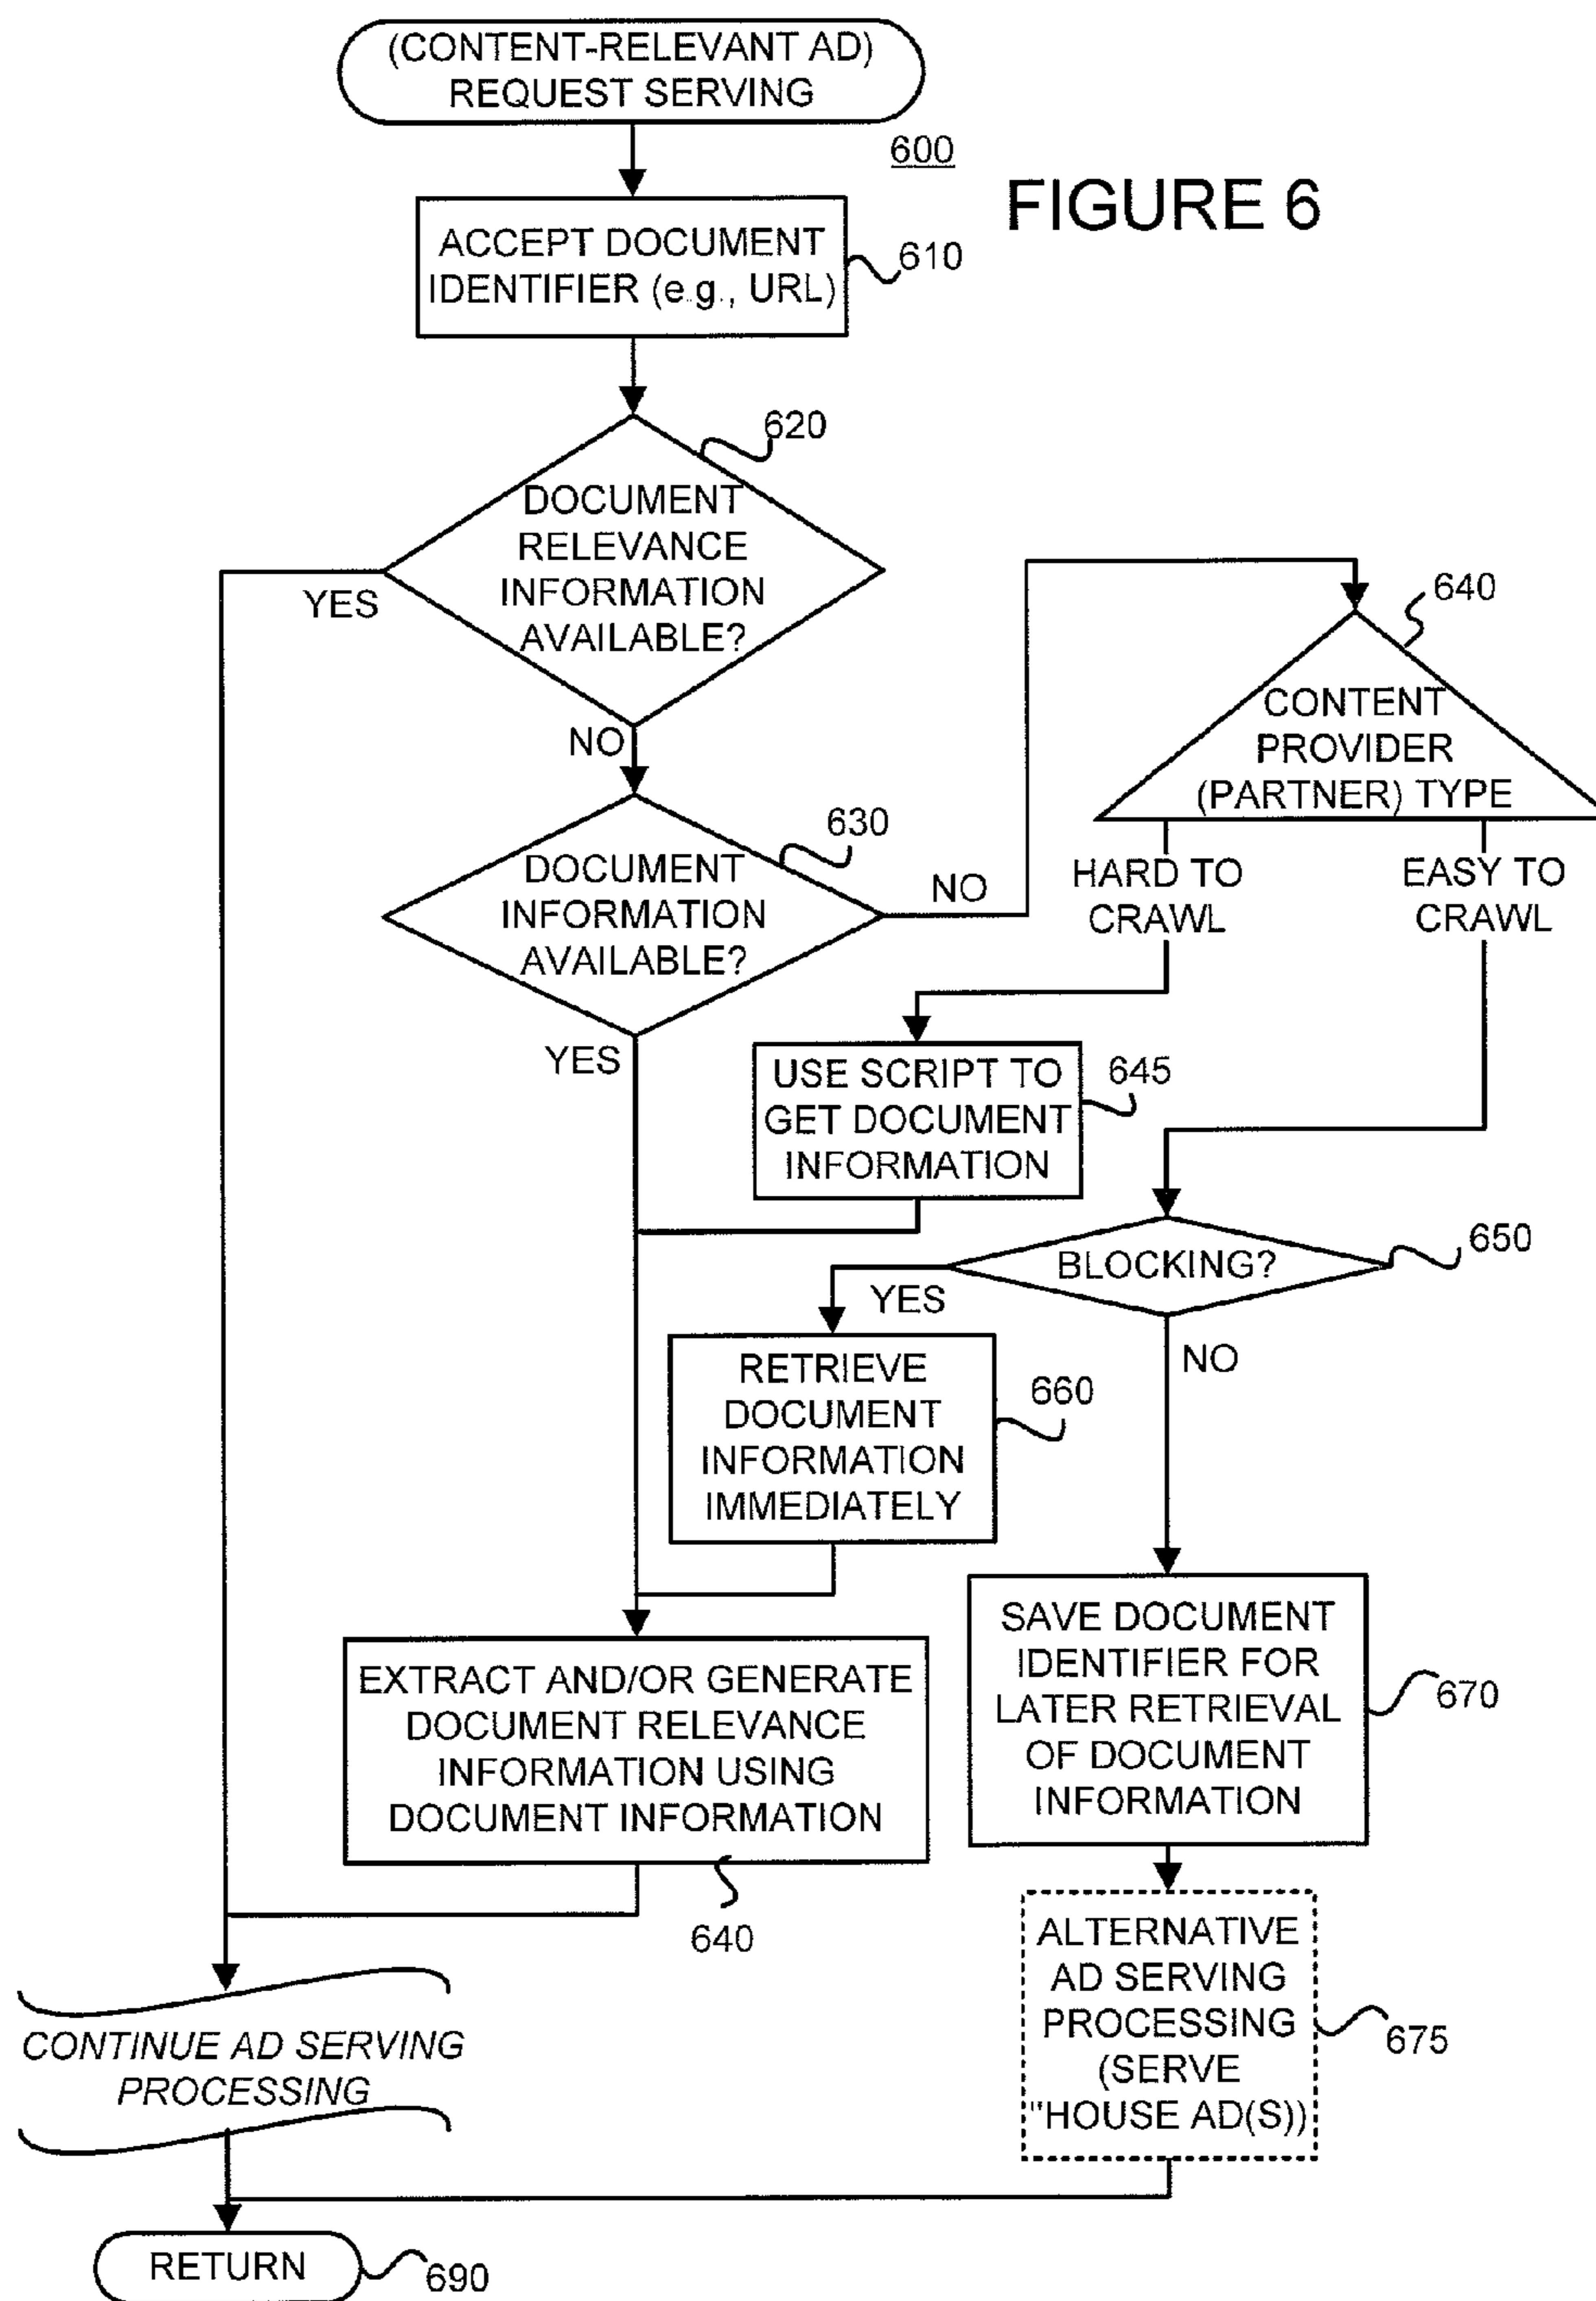 (CONTENT-RELEVANT AD)
REQUEST SERVING
600
FIGURE 6
ACCEPT DOCUMENT
IDENTIFIER (e.g., URL)
610
620
DOCUMENT
RELEVANCE
INFORMATION
AVAILABLE?
YES
NO
640
CONTENT
PROVIDER
(PARTNER) TYPE
630
DOCUMENT
INFORMATION
AVAILABLE?
NO
YES
HARD TO
CRAWL
EASY TO
CRAWL
USE SCRIPT TO
GET DOCUMENT
INFORMATION
645
BLOCKING?
650
YES
NO
RETRIEVE
DOCUMENT
INFORMATION
IMMEDIATELY
660
SAVE DOCUMENT
IDENTIFIER FOR
LATER RETRIEVAL
OF DOCUMENT
INFORMATION
670
EXTRACT AND/OR GENERATE
DOCUMENT RELEVANCE
INFORMATION USING
DOCUMENT INFORMATION
640
ALTERNATIVE
AD SERVING
PROCESSING
(SERVE
"HOUSE AD(S))
675
CONTINUE AD SERVING
PROCESSING
RETURN
690